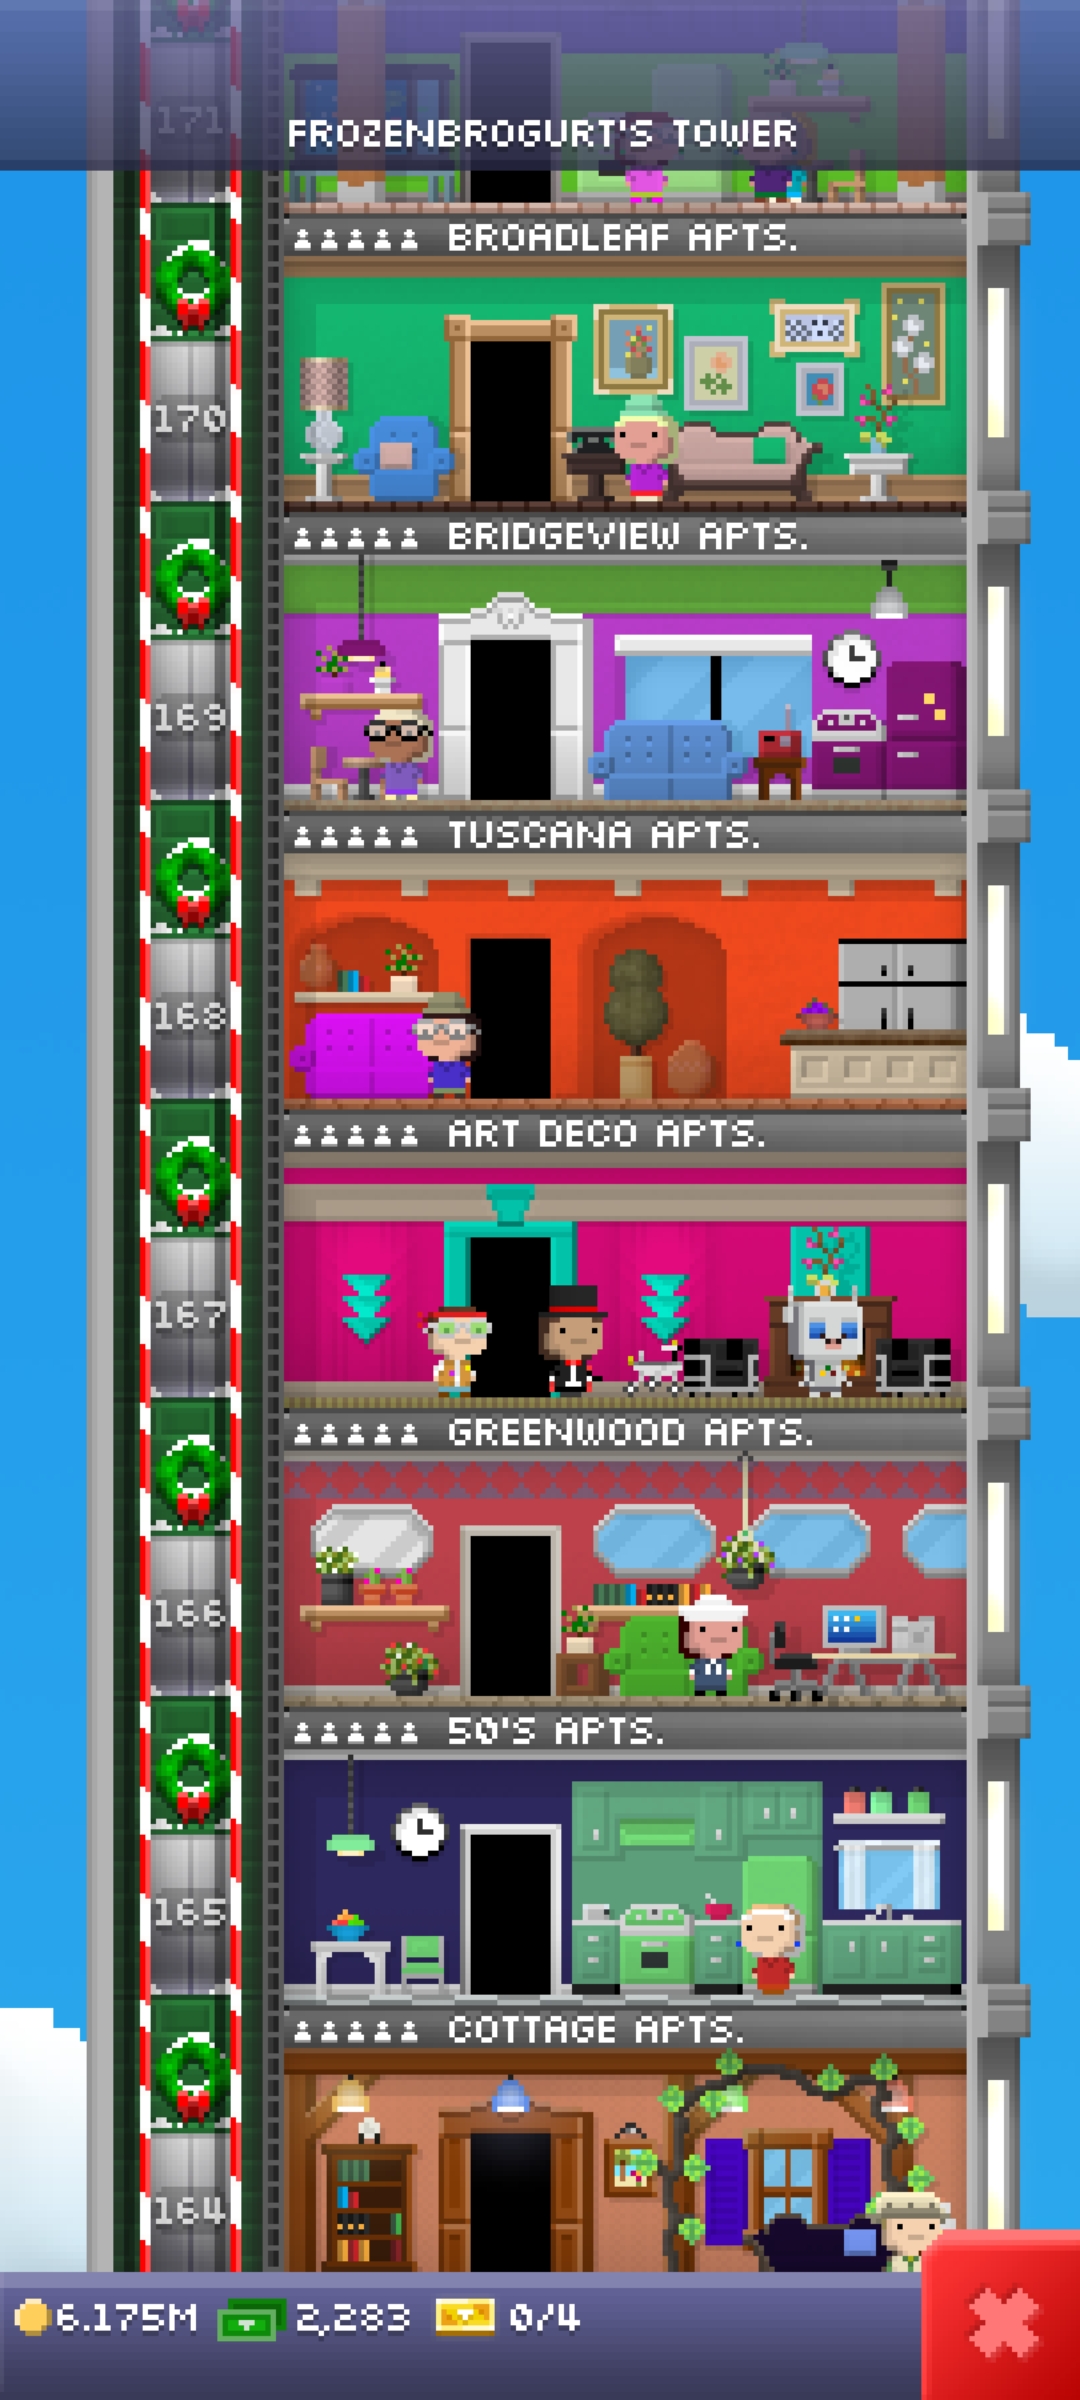 171
FROZENBROGURT'S TOWER
BROADLEAF APTS.
170
BRIDGEVIEW APTS.
169
TUSCANA APTS.
168
ART DECO APTS.
167
GREENWOOD APTS.
166
50'S APTS.
165
COTTAGE APTS.
164
6.175M 2,283 0/4